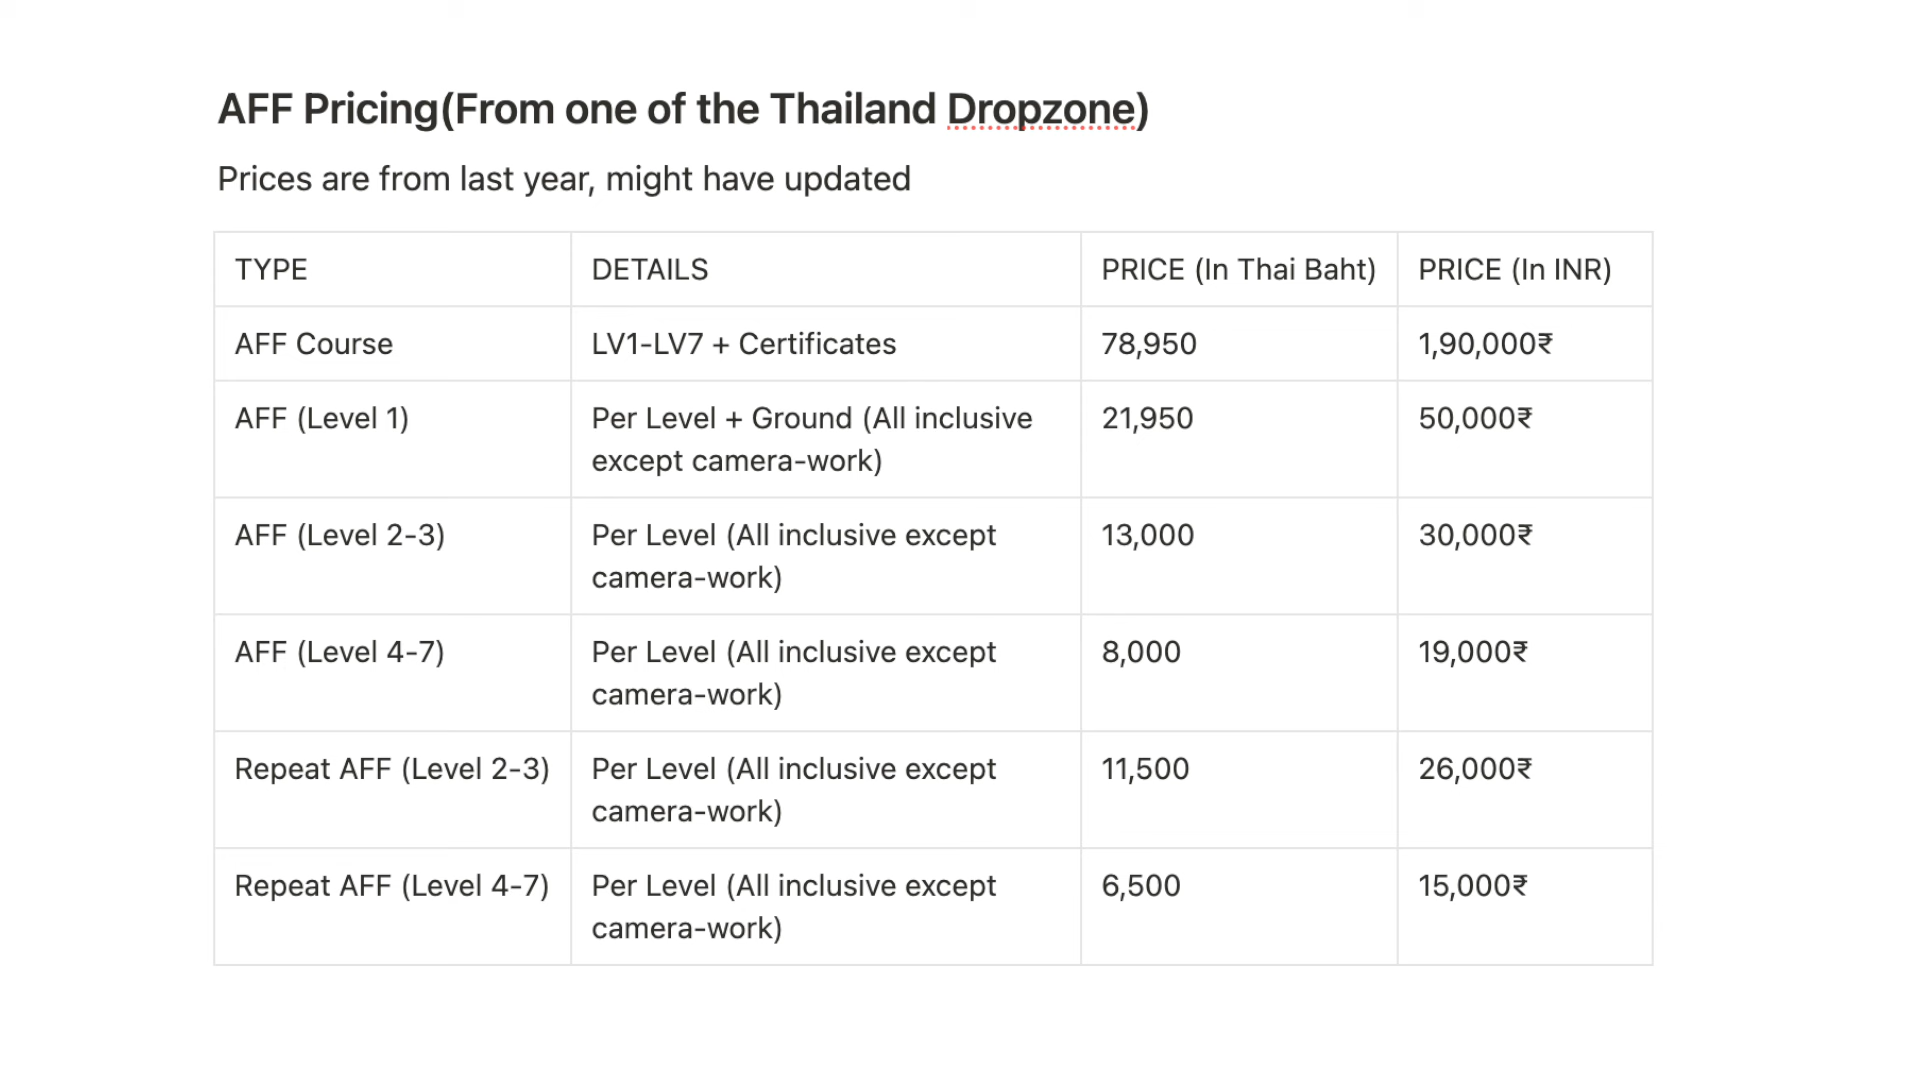 AFF Pricing(From one of the Thailand Dropzone)
Prices are from last year, might have updated
TYPE DETAILS PRICE (In Thai Baht) PRICE (In INR)
AFF Course LV1-LV7 + Certificates 78,950 1,90,000₹
AFF (Level 1) Per Level + Ground (All inclusive 21,950 50,000₹
except camera-work)
AFF (Level 2-3) Per Level (All inclusive except 13,000 30,000₹
camera-work)
AFF (Level 4-7) Per Level (All inclusive except 8,000 19,000₹
camera-work)
Repeat AFF (Level 2-3) Per Level (All inclusive except 11,500 26,000₹
camera-work)
Repeat AFF (Level 4-7) Per Level (All inclusive except 6,500 15,000₹
camera-work)